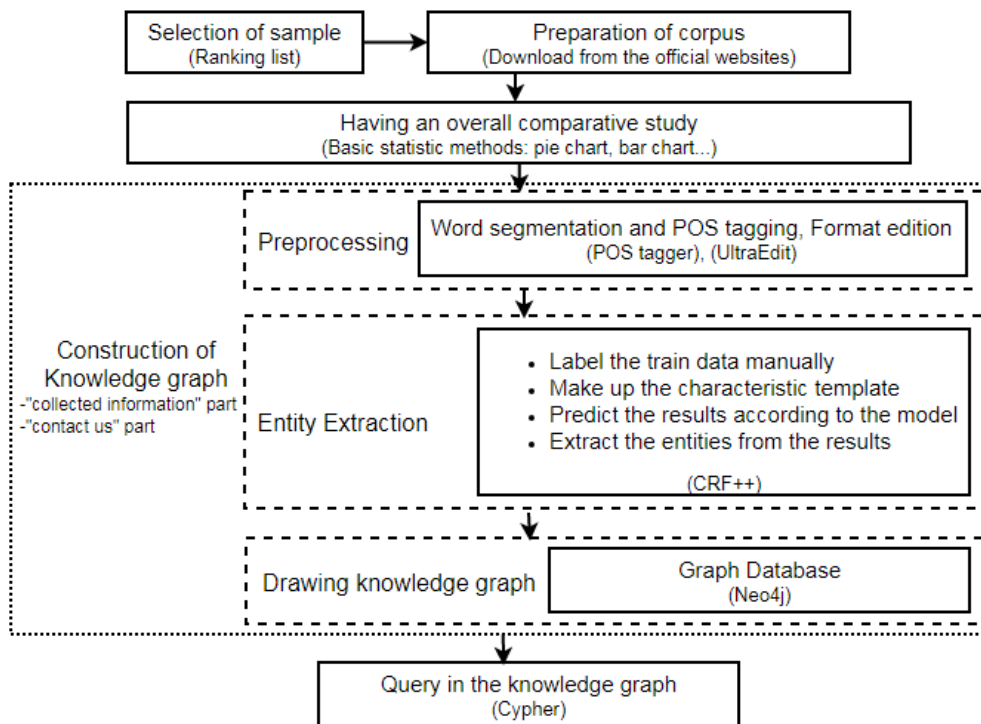 Selection of sample
(Ranking list)
Preparation of corpus
(Download from the official websites)
Having an overall comparative study
(Basic statistic methods: pie chart, bar chart...)
Preprocessing
Word segmentation and POS tagging, Format edition
(POS tagger), (UltraEdit)
Construction of
Knowledge graph
-"collected information" part
-"contact us" part
Entity Extraction
• Label the train data manually
• Make up the characteristic template
• Predict the results according to the model
• Extract the entities from the results
(CRF++)
Drawing knowledge graph
Graph Database
(Neo4j)
Query in the knowledge graph
(Cypher)